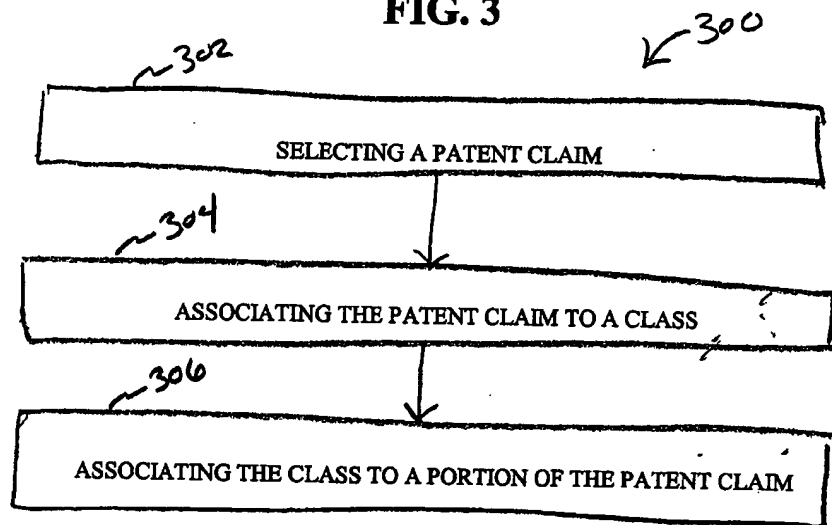 FIG. 3
300
302
SELECTING A PATENT CLAIM
304
ASSOCIATING THE PATENT CLAIM TO A CLASS
306
ASSOCIATING THE CLASS TO A PORTION OF THE PATENT CLAIM